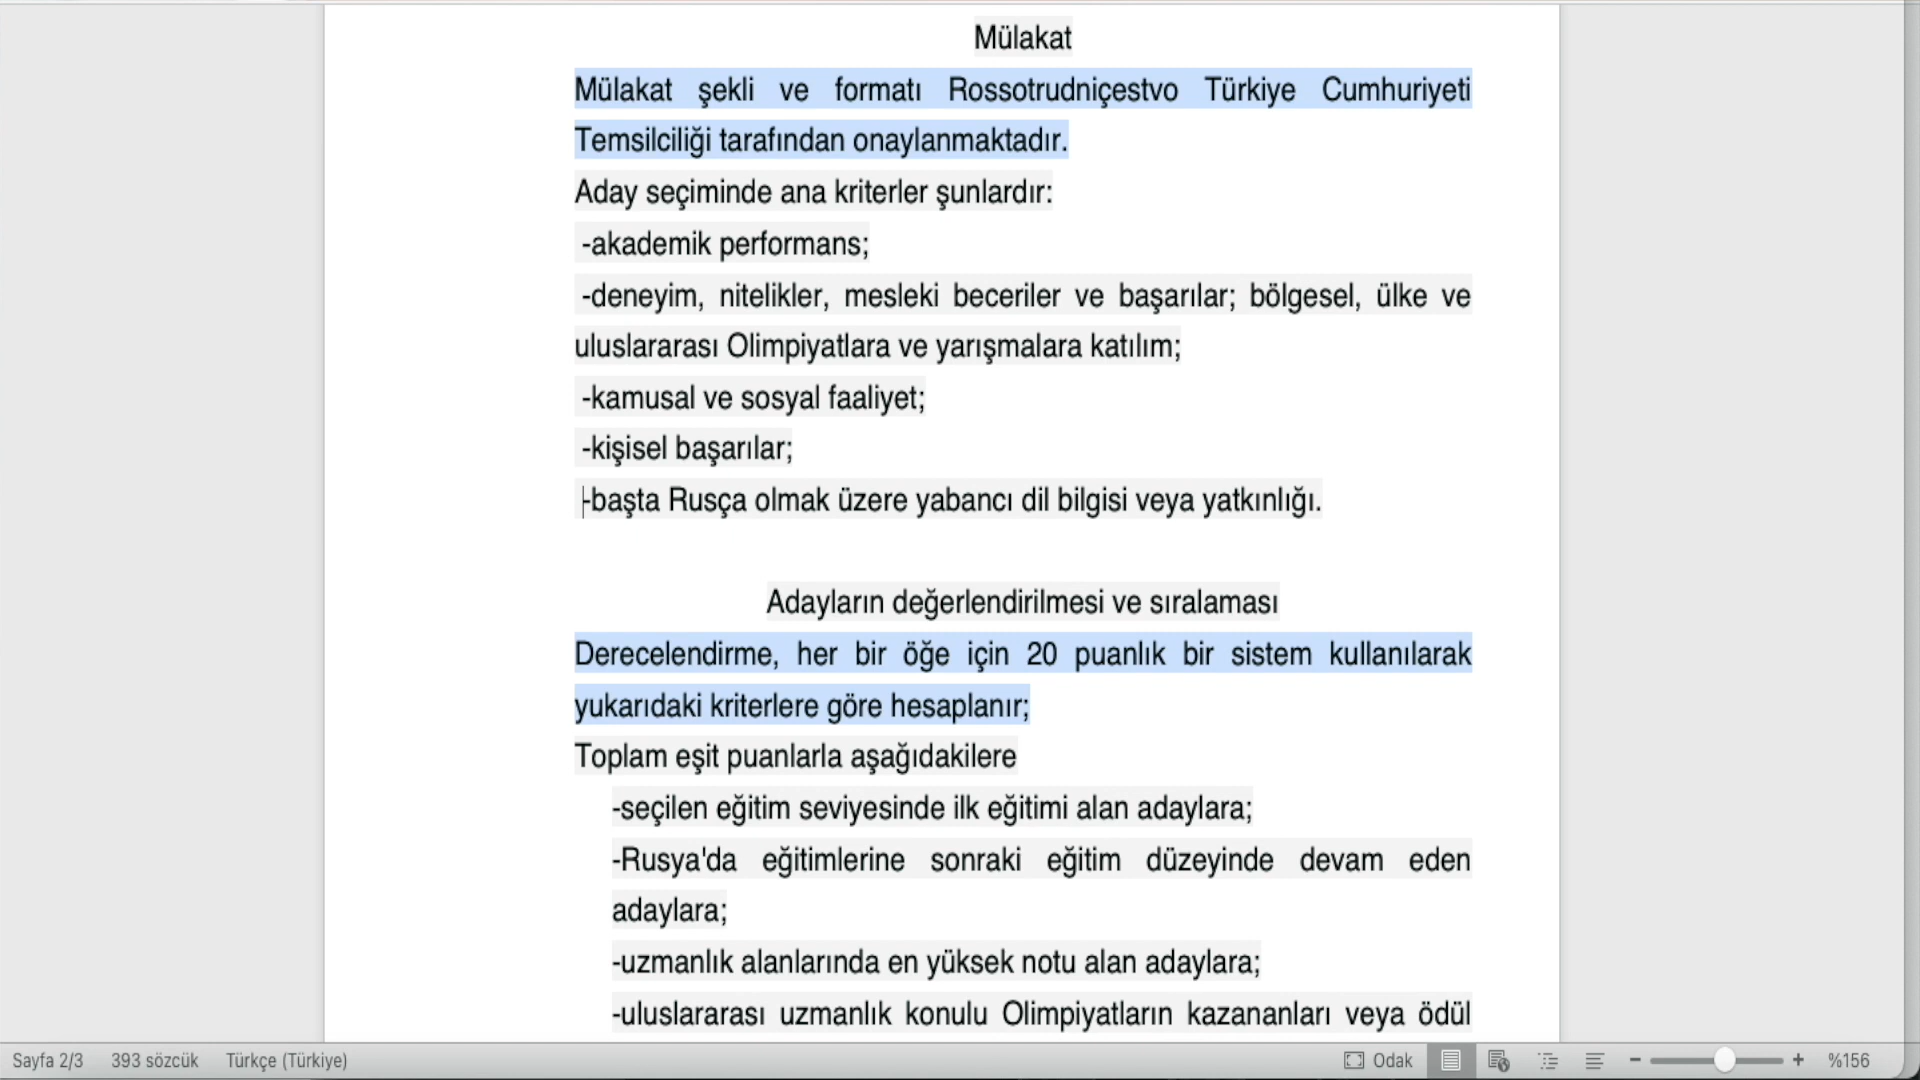 Mülakat
Mülakat şekli ve formatı Rossotrudniçestvo Türkiye Cumhuriyeti
Temsilciliği tarafından onaylanmaktadır.
Aday seçiminde ana kriterler şunlardır:
-akademik performans;
-deneyim, nitelikler, mesleki beceriler ve başarılar; bölgesel, ülke ve
uluslararası Olimpiyatlara ve yarışmalara katılım;
-kamusal ve sosyal faaliyet;
-kişisel başarılar;
-başta Rusça olmak üzere yabancı dil bilgisi veya yatkınlığı.
Adayların değerlendirilmesi ve sıralaması
Derecelendirme, her bir öğe için 20 puanlık bir sistem kullanılarak
yukarıdaki kriterlere göre hesaplanır;
Toplam eşit puanlarla aşağıdakilere
-seçilen eğitim seviyesinde ilk eğitimi alan adaylara;
-Rusya'da eğitimlerine sonraki eğitim düzeyinde devam eden
adaylara;
-uzmanlık alanlarında en yüksek notu alan adaylara;
-uluslararası uzmanlık konulu Olimpiyatların kazananları veya ödül
Sayfa 2/3 393 sözcük Türkçe (Türkiye) Odak %156